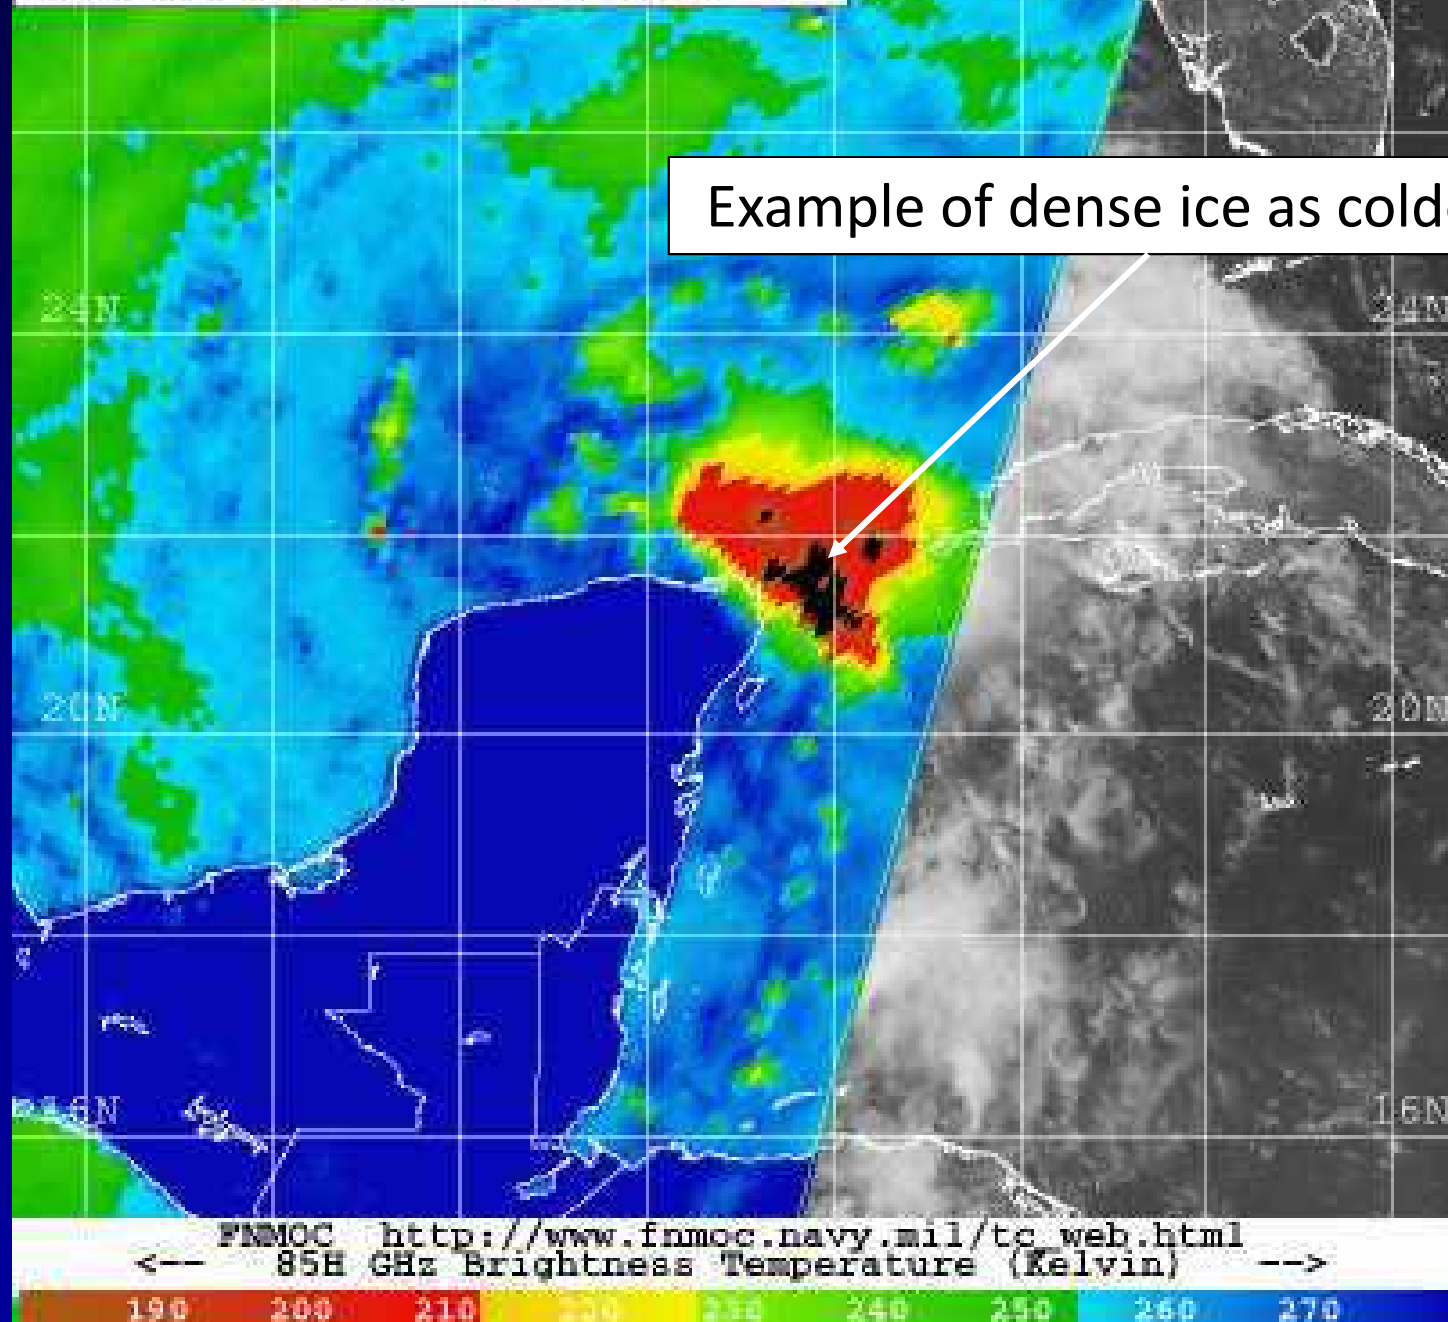 Example of dense ice as cold
24N 24N
20N 20N
16N 16N
FNMOC http://www.fnmoc.navy.mil/tc_web.html
<-- 85H GHz Brightness Temperature (Kelvin) -->
190 200 210 220 230 240 250 260 270